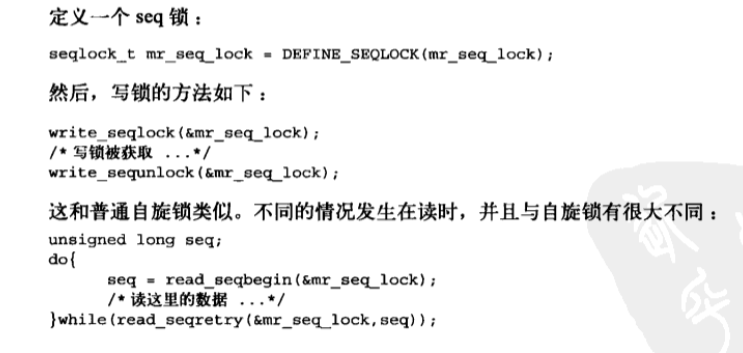 定义一个 seq 锁：
seqlock_t mr_seq_lock = DEFINE_SEQLOCK(mr_seq_lock);
然后，写锁的方法如下：
write_seqlock(&mr_seq_lock);
/* 写锁被获取 ...*/
write_sequnlock(&mr_seq_lock);
这和普通自旋锁类似。不同的情况发生在读时，并且与自旋锁有很大不同：
unsigned long seq;
do{
seq = read_seqbegin(&mr_seq_lock);
/* 读这里的数据 ...*/
}while(read_seqretry(&mr_seq_lock,seq));